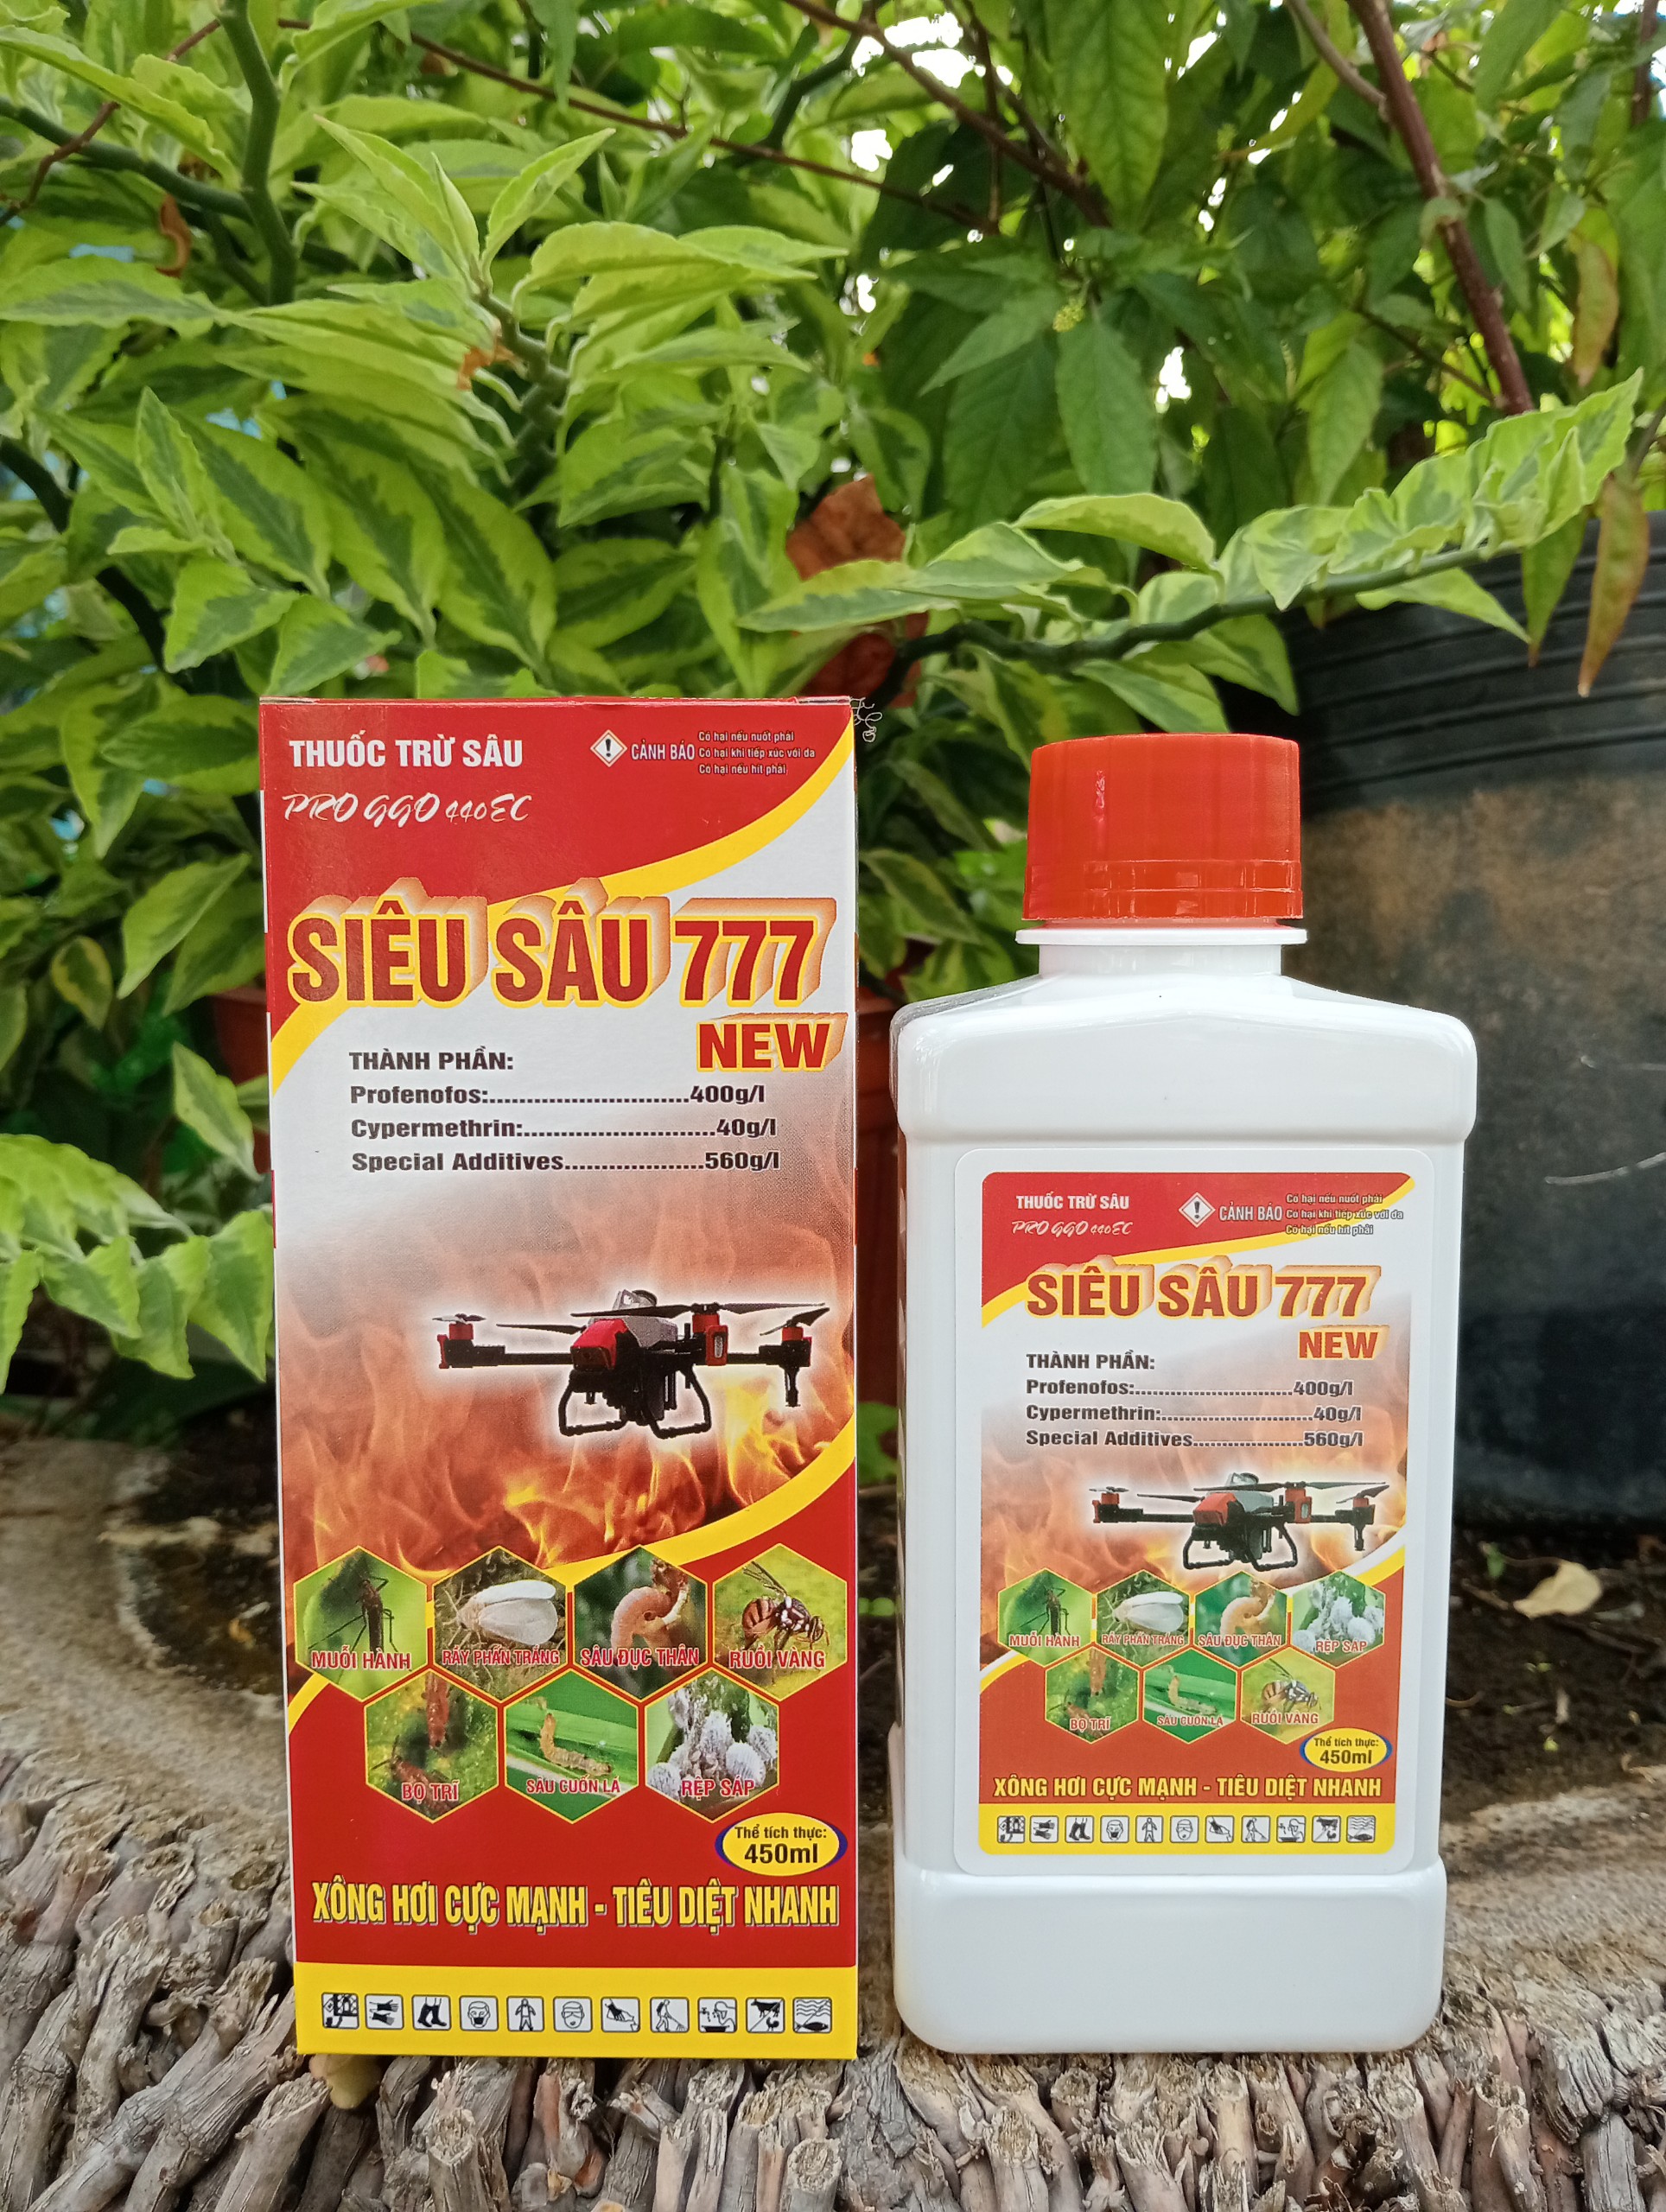 THUỐC TRỪ SÂU
PROGGO 440EC
CẢNH BÁO
Có hại nếu nuốt phải
Có hại khi tiếp xúc với da
Có hại nếu hít phải
SIÊU SÂU 777
NEW
THÀNH PHẦN:
Profenofos:...........................400g/l
Cypermethrin:..........................40g/l
Special Additives...................560g/l
MUỖI HÀNH
RẦY PHẤN TRẮNG
SÂU ĐỤC THÂN
RUỒI VÀNG
BỌ TRĨ
SÂU CUỐN LÁ
RỆP SÁP
Thể tích thực:
450ml
XÔNG HƠI CỰC MẠNH - TIÊU DIỆT NHANH
THUỐC TRỪ SÂU
PROGGO 440EC
CẢNH BÁO
Có hại nếu nuốt phải
Có hại khi tiếp xúc với da
Có hại nếu hít phải
SIÊU SÂU 777
NEW
THÀNH PHẦN:
Profenofos:...........................400g/l
Cypermethrin:..........................40g/l
Special Additives...................560g/l
MUỖI HÀNH
RẦY PHẤN TRẮNG
SÂU ĐỤC THÂN
RỆP SÁP
BỌ TRĨ
SÂU CUỐN LÁ
RUỒI VÀNG
Thể tích thực:
450ml
XÔNG HƠI CỰC MẠNH - TIÊU DIỆT NHANH